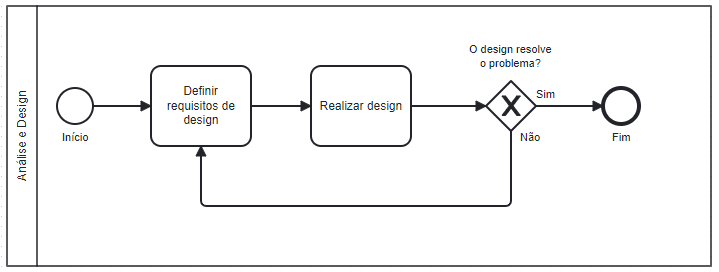 Análise e Design
Início
Definir
requisitos de
design
Realizar design
O design resolve
o problema?
Sim
Não
Fim